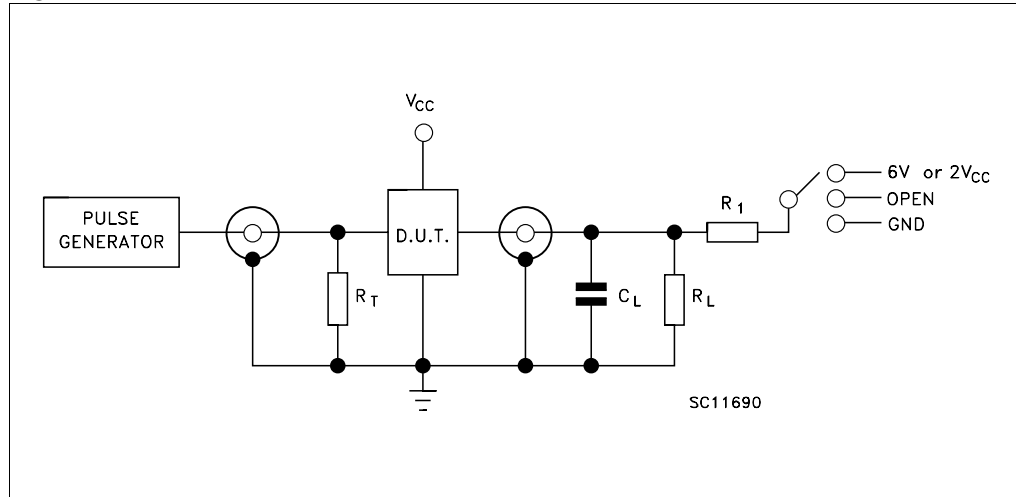 VCC
6V or 2VCC
OPEN
GND
R1
PULSE
GENERATOR
D.U.T.
RT
CL
RL
SC11690